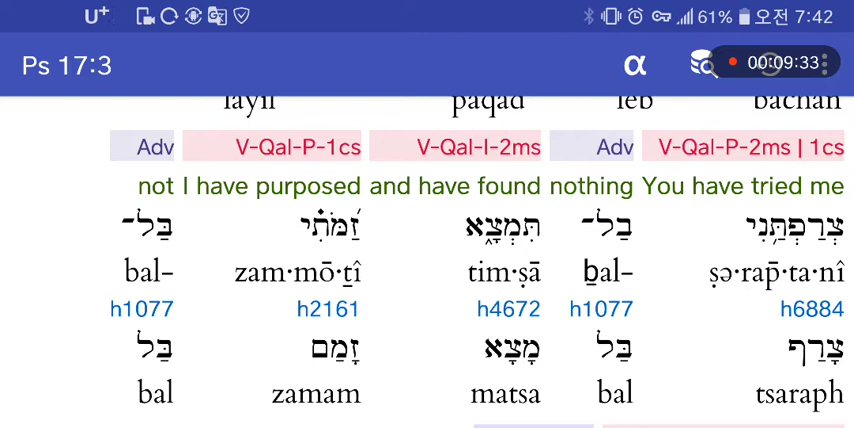 U+ 61% 오전 7:42
Ps 17:3 α 00:09:33
layil paqad leb bachan
Adv V-Qal-P-1cs V-Qal-I-2ms Adv V-Qal-P-2ms | 1cs
not I have purposed and have found nothing You have tried me
צְרַפְתַּ֥נִי בַל־ תִּמְצָ֑א זַ֝מֹּתִ֗י בַּל־
bal- zam·mō·ṯî tim·ṣā ḇal- ṣə·rap̄·ta·nî
h1077 h2161 h4672 h1077 h6884
צָרַף בַּל מָצָא זָמַם בַּל
bal zamam matsa bal tsaraph